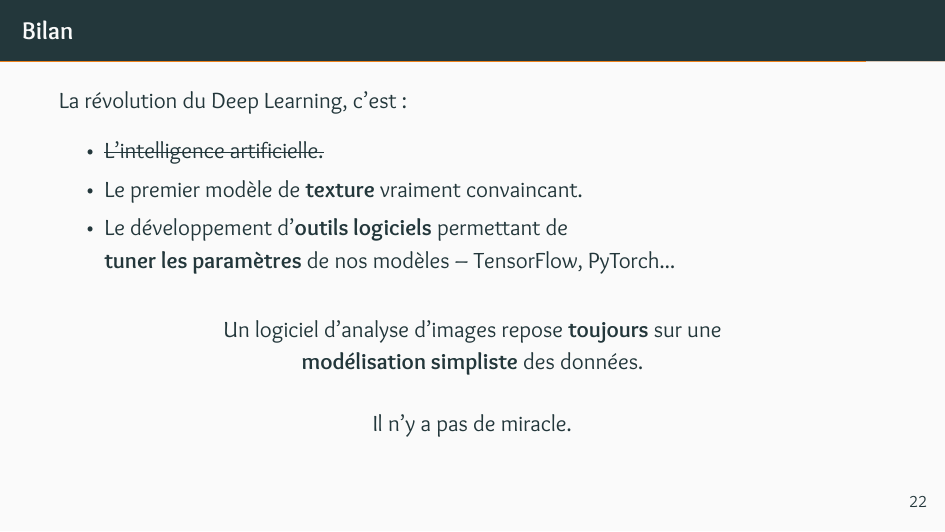 Bilan
La révolution du Deep Learning, c’est :
• L’intelligence artificielle.
• Le premier modèle de texture vraiment convaincant.
• Le développement d’outils logiciels permettant de
tuner les paramètres de nos modèles – TensorFlow, PyTorch...
Un logiciel d’analyse d’images repose toujours sur une
modélisation simpliste des données.
Il n’y a pas de miracle.
22